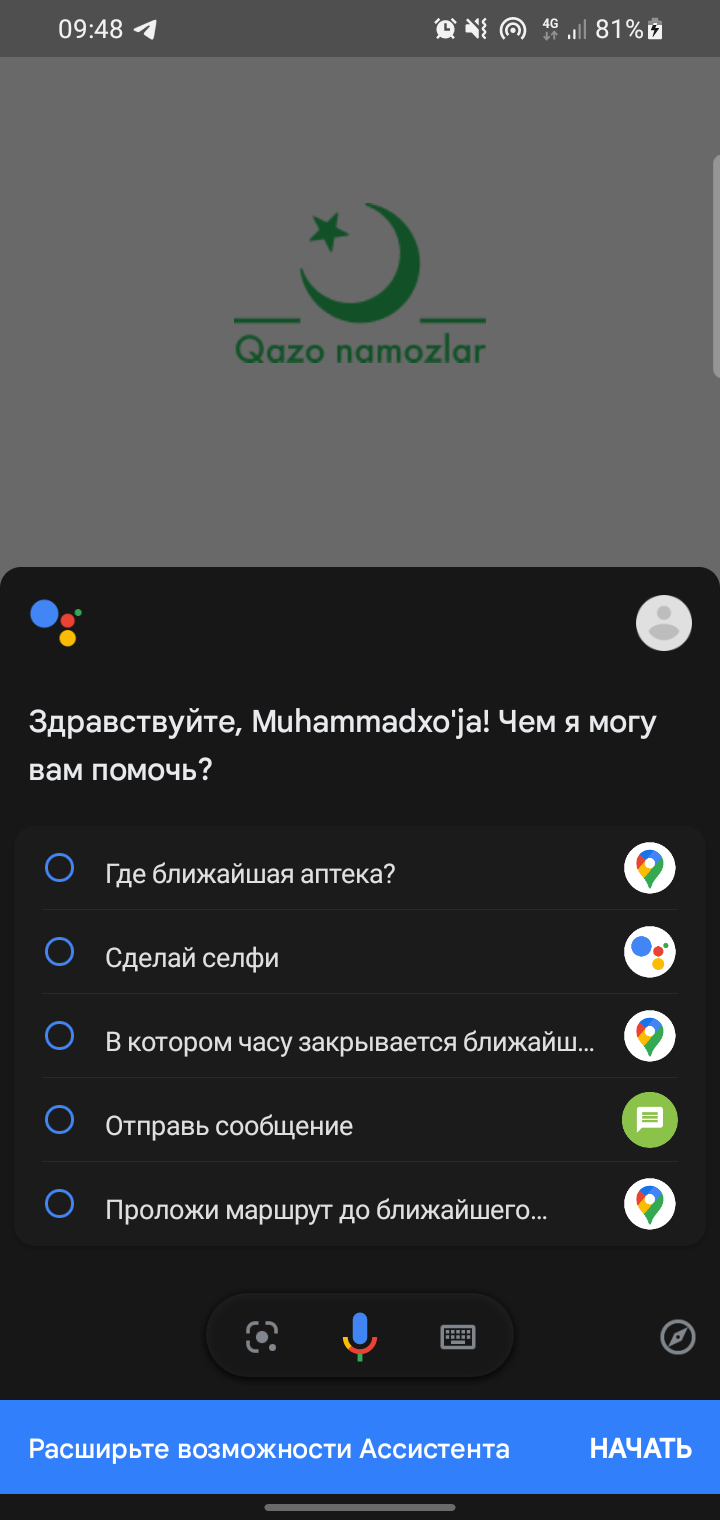 09:48
4G
81%
Qazo namozlar
Здравствуйте, Muhammadxo'ja! Чем я могу
вам помочь?
Где ближайшая аптека?
Сделай селфи
В котором часу закрывается ближайш...
Отправь сообщение
Проложи маршрут до ближайшего...
Расширьте возможности Ассистента
НАЧАТЬ